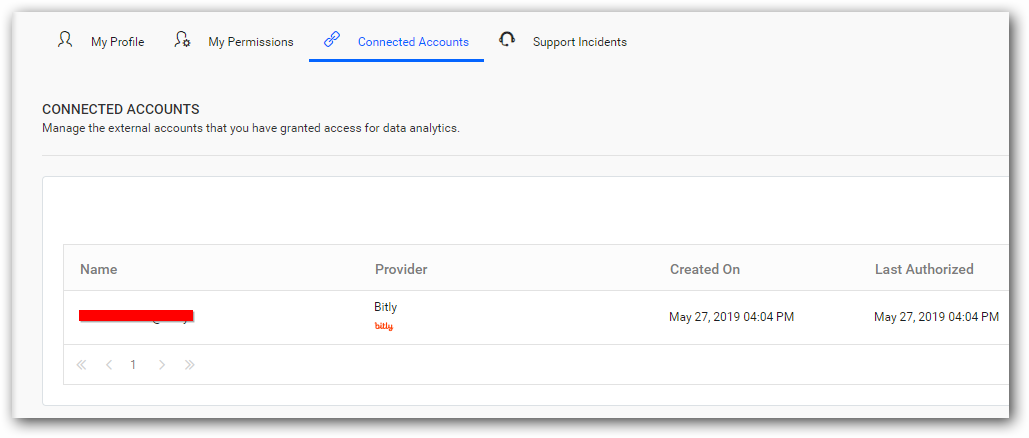 My Profile My Permissions Connected Accounts Support Incidents
CONNECTED ACCOUNTS
Manage the external accounts that you have granted access for data analytics.
Name Provider Created On Last Authorized
Bitly
bitly
May 27, 2019 04:04 PM May 27, 2019 04:04 PM
1